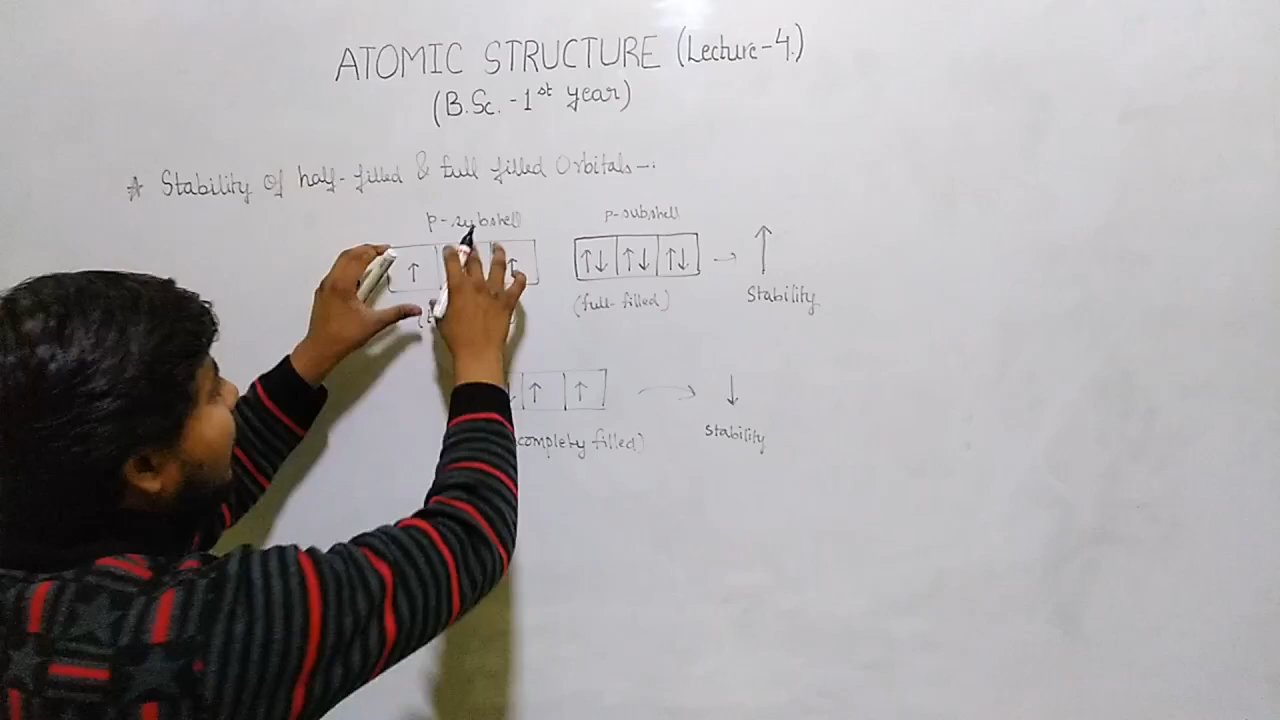 ATOMIC STRUCTURE (Lecture-4.)
(B.Sc. - 1st year)
* Stability Of half-filled & full filled Orbitals -:
p-subshell p-subshell
↑ ↑ ↑↓ ↑↓ ↑↓ → ↑
(full-filled) Stability
↑ ↑ → ↓
completly filled) Stability